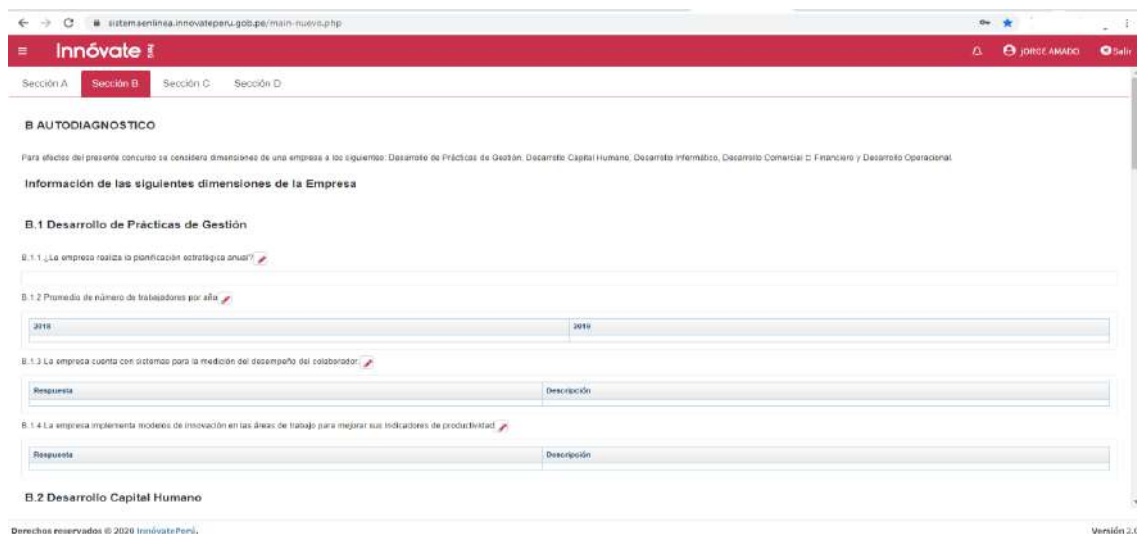 sistemaenlinea.innovateperu.gob.pe/main-nuevo.php
Innóvate Perú
JORGE AMADO Salir
Sección A Sección B Sección C Sección D
B AUTODIAGNOSTICO
Para efectos del presente concurso se considera dimensiones de una empresa a los siguientes: Desarrollo de Prácticas de Gestión, Desarrollo Capital Humano, Desarrollo Informático, Desarrollo Comercial Financiero y Desarrollo Operacional.
Información de las siguientes dimensiones de la Empresa
B.1 Desarrollo de Prácticas de Gestión
B.1.1 ¿La empresa realiza la planificación estratégica anual?
B.1.2 Promedio de número de trabajadores por año
2018 2019
B.1.3 La empresa cuenta con sistemas para la medición del desempeño del colaborador.
Respuesta Descripción
B.1.4 La empresa implementa modelos de innovación en las áreas de trabajo para mejorar sus indicadores de productividad
Respuesta Descripción
B.2 Desarrollo Capital Humano
Derechos reservados © 2020 InnóvatePerú. Versión 2.0